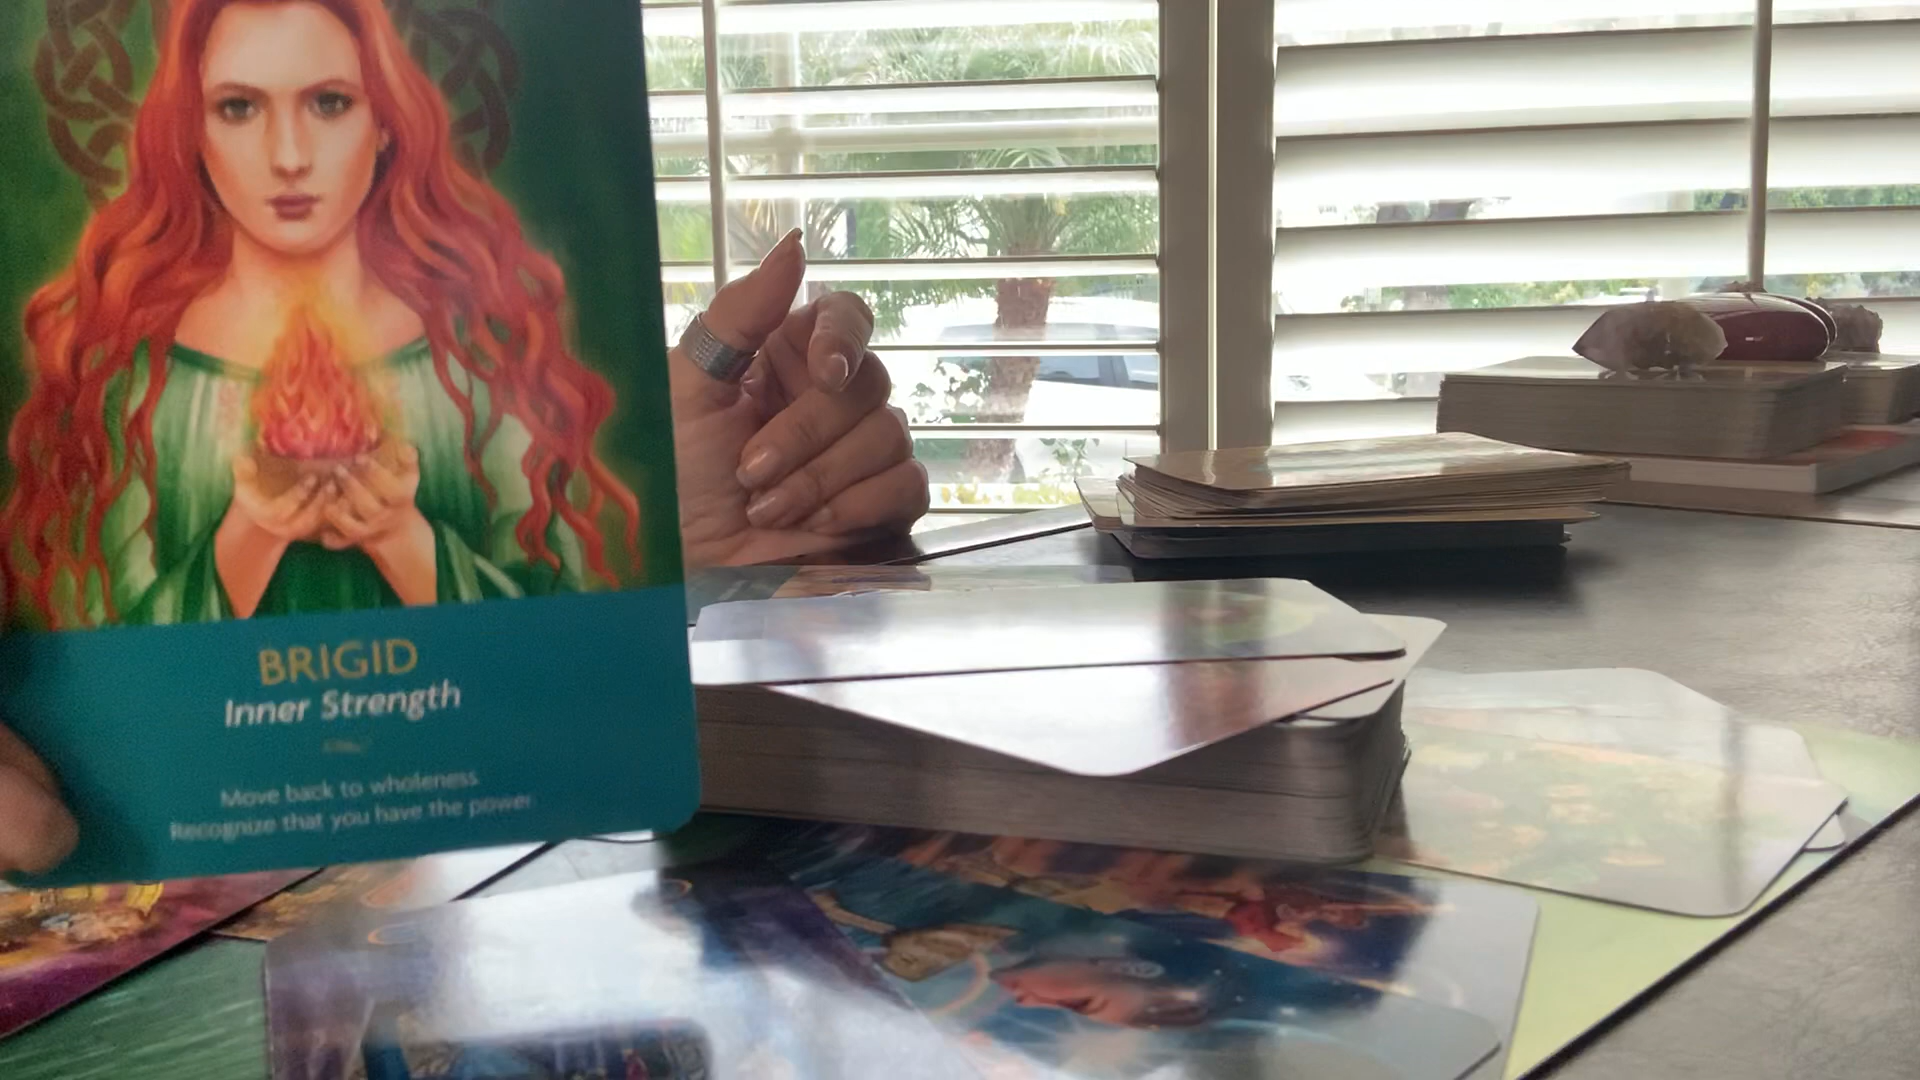 BRIGID
Inner Strength
Move back to wholeness.
Recognize that you have the power.